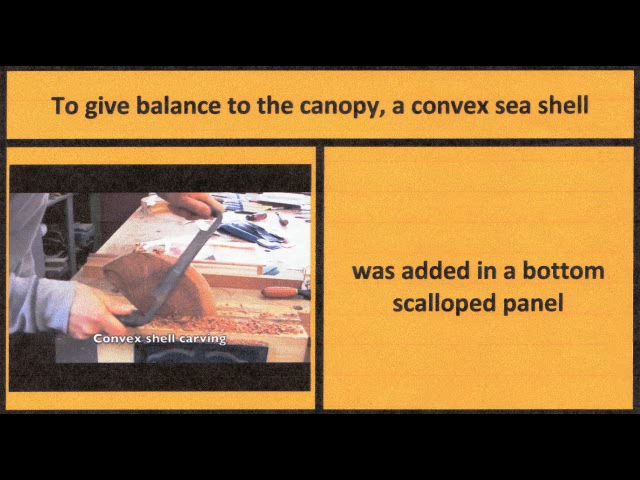 To give balance to the canopy, a convex sea shell
Convex shell carving
was added in a bottom
scalloped panel